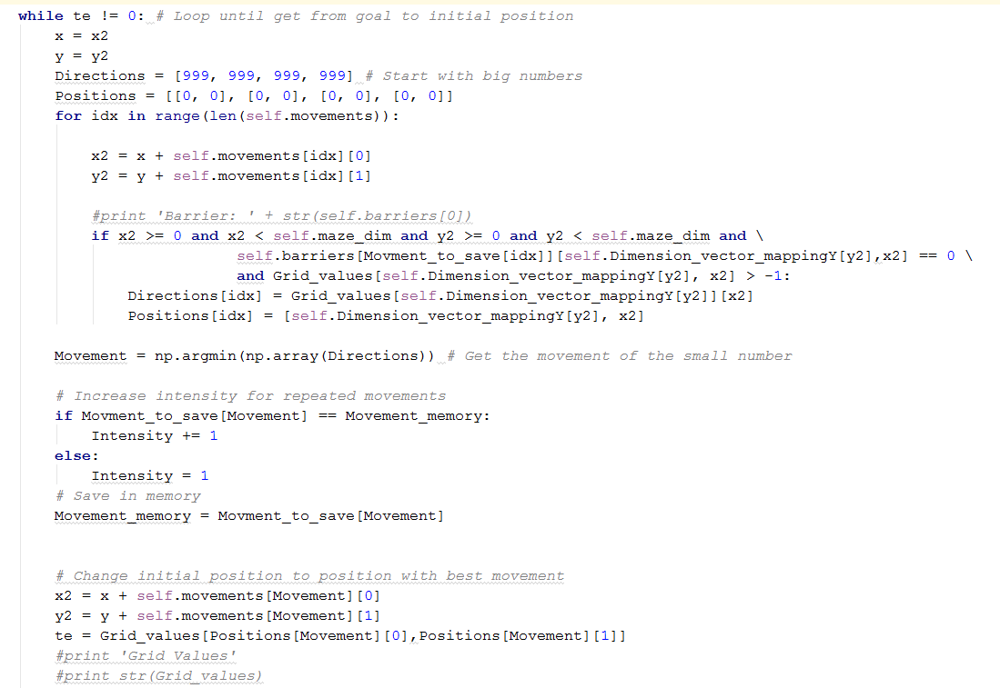 while te != 0: # Loop until get from goal to initial position
x = x2
y = y2
Directions = [999, 999, 999, 999] # Start with big numbers
Positions = [[0, 0], [0, 0], [0, 0], [0, 0]]
for idx in range(len(self.movements)):
x2 = x + self.movements[idx][0]
y2 = y + self.movements[idx][1]
#print 'Barrier: ' + str(self.barriers[0])
if x2 >= 0 and x2 < self.maze_dim and y2 >= 0 and y2 < self.maze_dim and \
self.barriers[Movment_to_save[idx]][self.Dimension_vector_mappingY[y2],x2] == 0 \
and Grid_values[self.Dimension_vector_mappingY[y2], x2] > -1:
Directions[idx] = Grid_values[self.Dimension_vector_mappingY[y2]][x2]
Positions[idx] = [self.Dimension_vector_mappingY[y2], x2]
Movement = np.argmin(np.array(Directions)) # Get the movement of the small number
# Increase intensity for repeated movements
if Movment_to_save[Movement] == Movement_memory:
Intensity += 1
else:
Intensity = 1
# Save in memory
Movement_memory = Movment_to_save[Movement]
# Change initial position to position with best movement
x2 = x + self.movements[Movement][0]
y2 = y + self.movements[Movement][1]
te = Grid_values[Positions[Movement][0],Positions[Movement][1]]
#print 'Grid Values'
#print str(Grid_values)